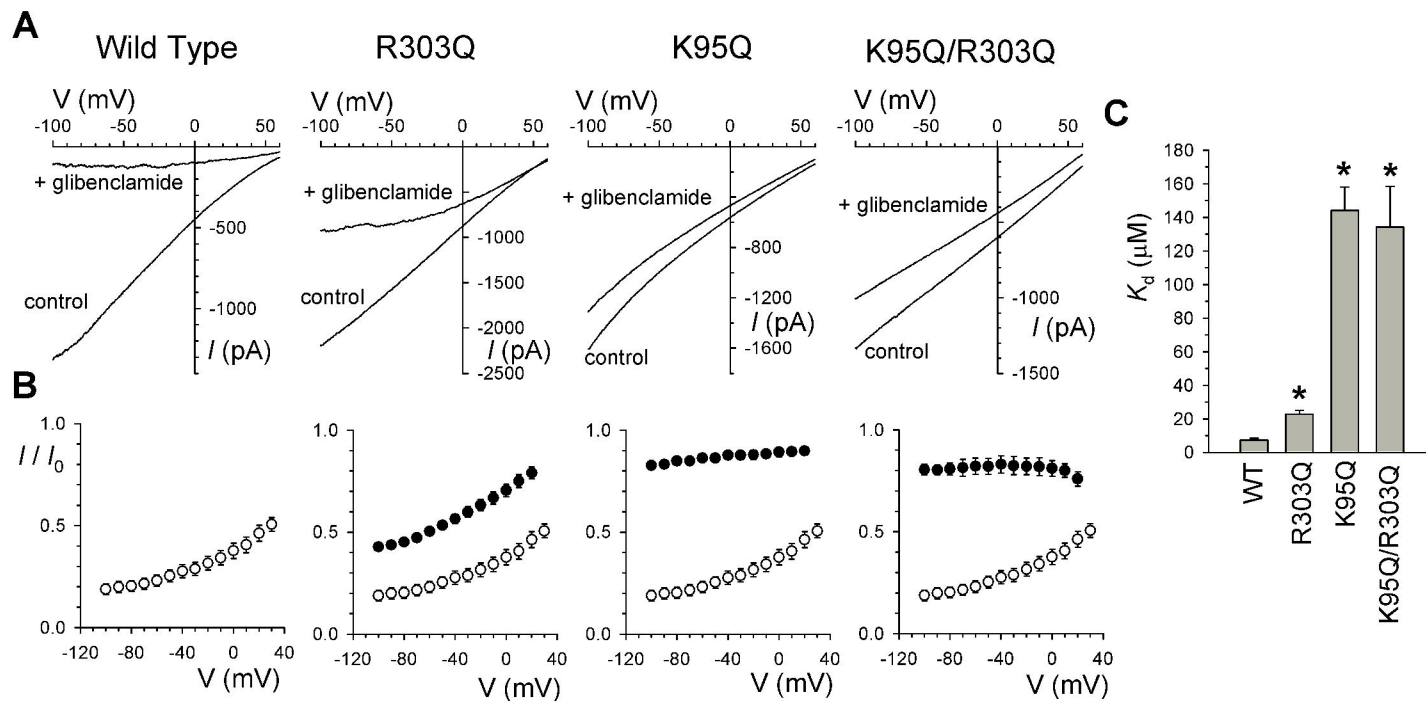 A
Wild Type
V (mV)
-100 -50 0 50
+ glibenclamide
control
-500
-1000
I (pA)
R303Q
V (mV)
-100 -50 0 50
+ glibenclamide
control
-1000
-1500
-2000
I (pA)
-2500
K95Q
V (mV)
-100 -50 0 50
+ glibenclamide
control
-800
-1200
I (pA)
-1600
K95Q/R303Q
V (mV)
-100 -50 0 50
+ glibenclamide
control
-1000
I (pA)
-1500
B
1.0
I / I0
0.5
0.0
-120 -80 -40 0 40
V (mV)
1.0
0.5
0.0
-120 -80 -40 0 40
V (mV)
1.0
0.5
0.0
-120 -80 -40 0 40
V (mV)
1.0
0.5
0.0
-120 -80 -40 0 40
V (mV)
C
Kd (μM)
180
160
140
120
100
80
60
40
20
0
* * *
WT
R303Q
K95Q
K95Q/R303Q